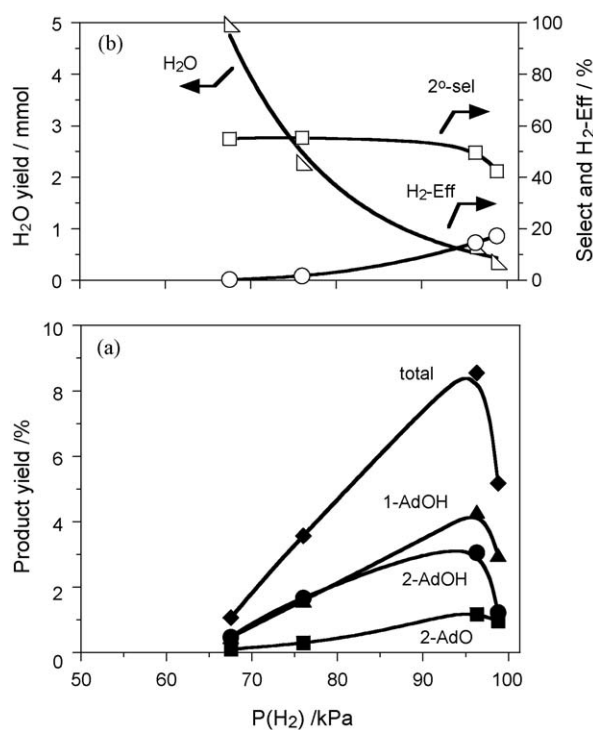 (b)
H₂O
2º-sel
H₂-Eff
H₂O yield / mmol
5
4
3
2
1
0
Select and H₂-Eff / %
100
80
60
40
20
0
(a)
total
1-AdOH
2-AdOH
2-AdO
Product yield /%
10
8
6
4
2
0
50
60
70
80
90
100
P(H₂) /kPa